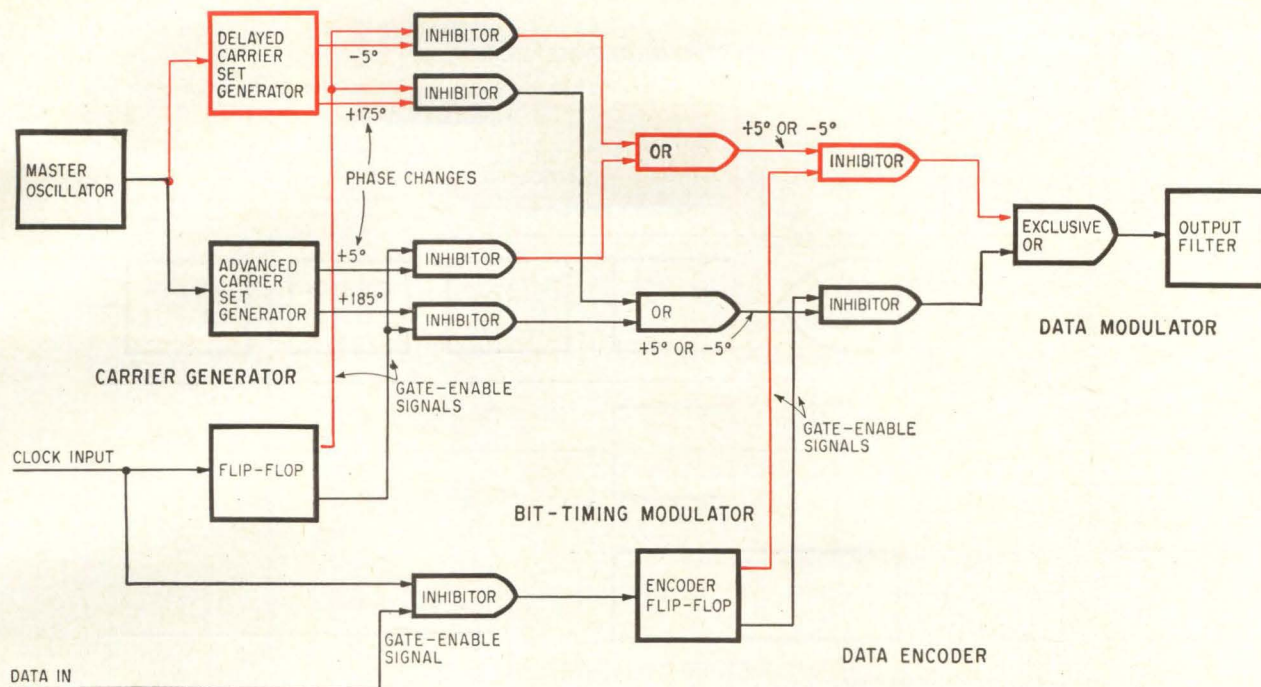 DELAYED
CARRIER
SET
GENERATOR
-5°
INHIBITOR
INHIBITOR
+175°
MASTER
OSCILLATOR
PHASE CHANGES
OR
+5° OR -5°
INHIBITOR
ADVANCED
CARRIER
SET
GENERATOR
+5°
INHIBITOR
+185°
INHIBITOR
OR
+5° OR -5°
INHIBITOR
EXCLUSIVE
OR
OUTPUT
FILTER
DATA MODULATOR
CARRIER GENERATOR
GATE-ENABLE
SIGNALS
GATE-ENABLE
SIGNALS
CLOCK INPUT
FLIP-FLOP
BIT-TIMING MODULATOR
INHIBITOR
ENCODER
FLIP-FLOP
GATE-ENABLE
SIGNAL
DATA ENCODER
DATA IN